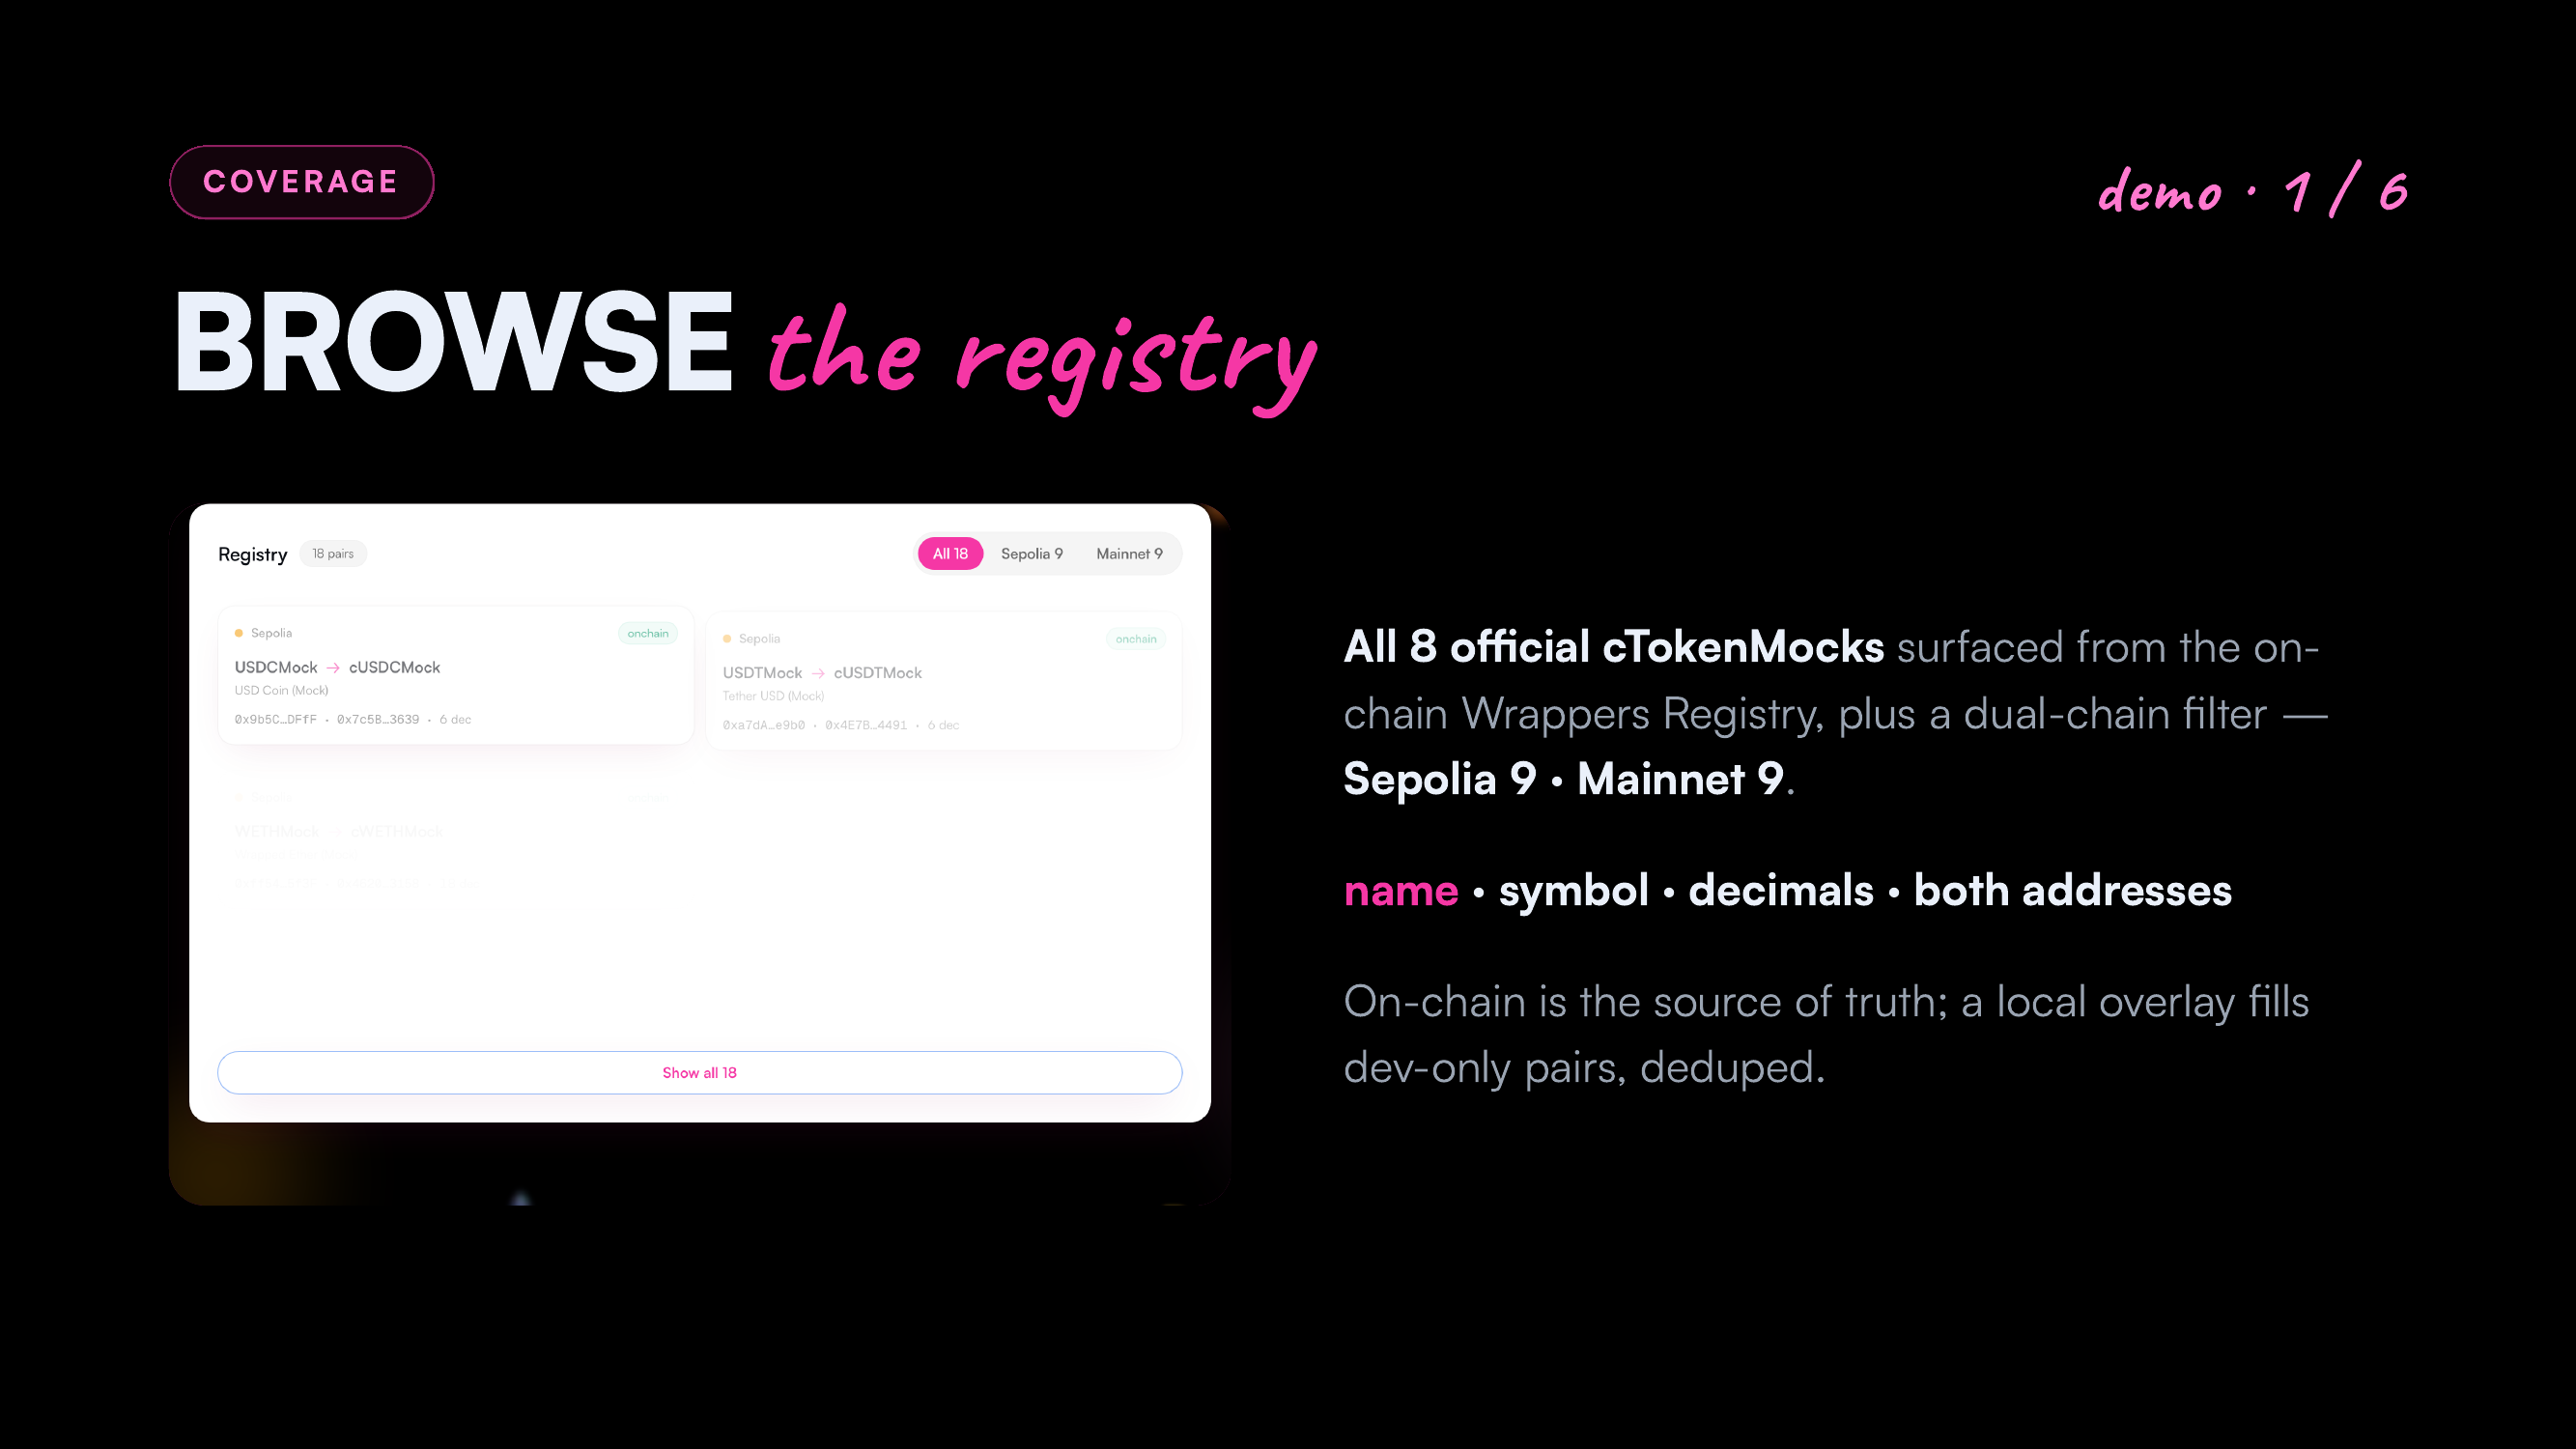 COVERAGE
demo · 1 / 6
BROWSE the registry
Registry 18 pairs All 18 Sepolia 9 Mainnet 9
Sepolia onchain
USDCMock → cUSDCMock
USD Coin (Mock)
0x9b5C…DFfF · 0x7c5B…3639 · 6 dec
Sepolia onchain
USDTMock → cUSDTMock
Tether USD (Mock)
0xa7dA…e9b0 · 0x4E7B…4491 · 6 dec
WETHMock → cWETHMock
Show all 18
All 8 official cTokenMocks surfaced from the on-
chain Wrappers Registry, plus a dual-chain filter —
Sepolia 9 · Mainnet 9.
name · symbol · decimals · both addresses
On-chain is the source of truth; a local overlay fills
dev-only pairs, deduped.